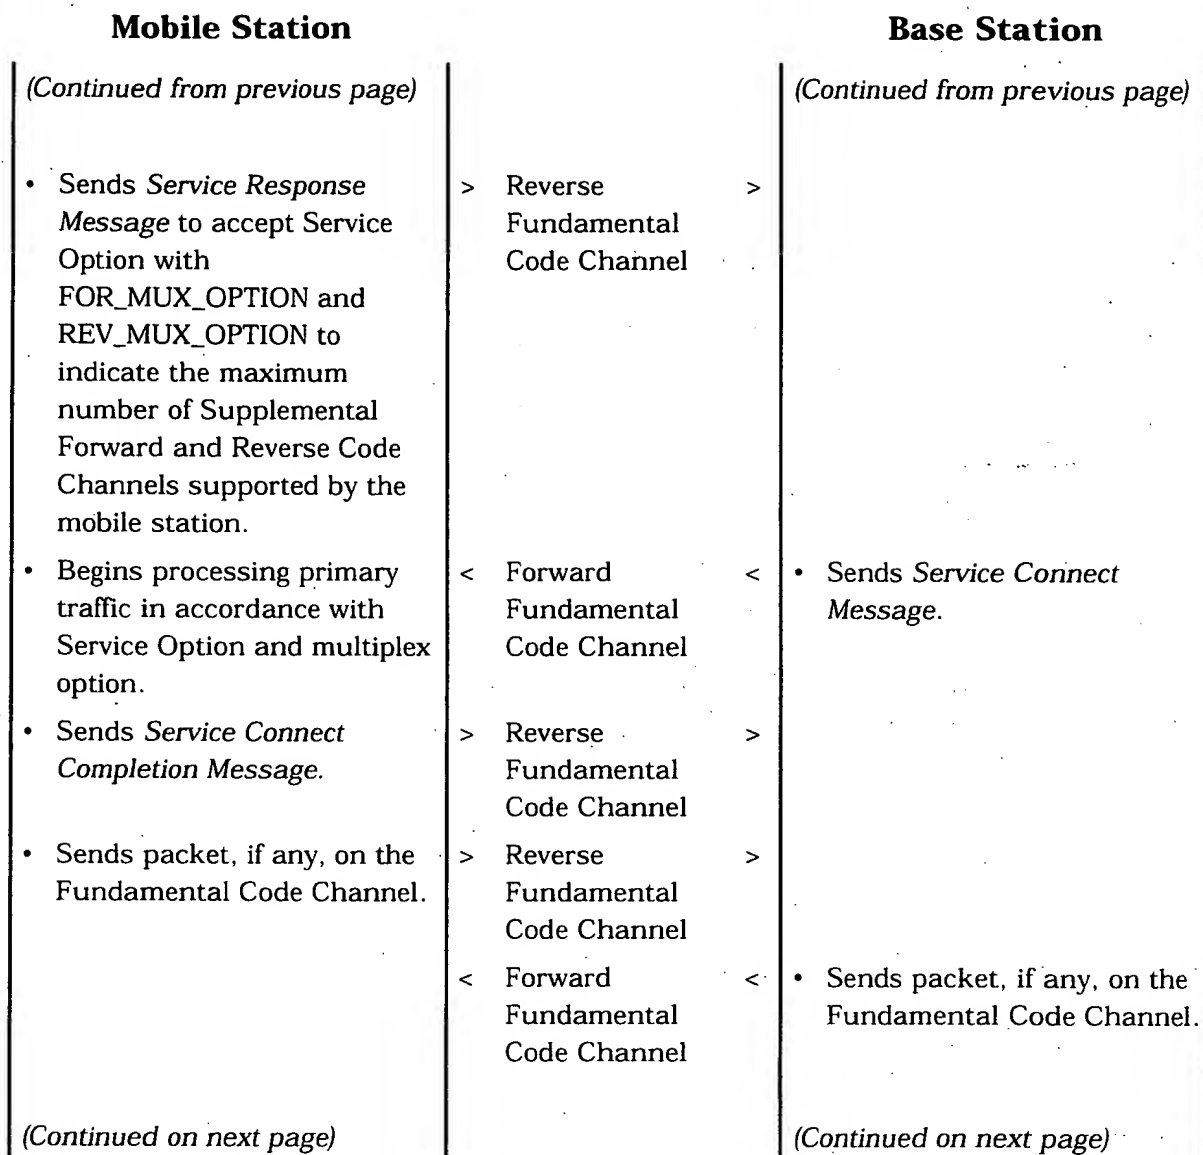 Mobile Station
Base Station
(Continued from previous page)
(Continued from previous page)
• Sends Service Response
Message to accept Service
Option with
FOR_MUX_OPTION and
REV_MUX_OPTION to
indicate the maximum
number of Supplemental
Forward and Reverse Code
Channels supported by the
mobile station.
> Reverse >
Fundamental
Code Channel
• Begins processing primary
traffic in accordance with
Service Option and multiplex
option.
< Forward <
Fundamental
Code Channel
• Sends Service Connect
Message.
• Sends Service Connect
Completion Message.
> Reverse >
Fundamental
Code Channel
• Sends packet, if any, on the
Fundamental Code Channel.
> Reverse >
Fundamental
Code Channel
< Forward <
Fundamental
Code Channel
• Sends packet, if any, on the
Fundamental Code Channel.
(Continued on next page)
(Continued on next page)